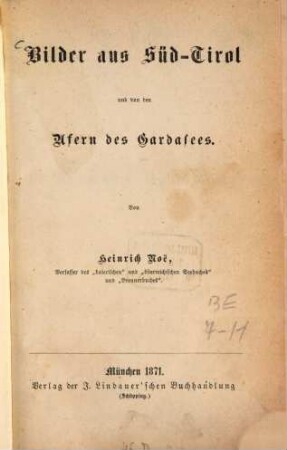 Bilder aus Süd-Tirol
und von den
Ufern des Gardasees.
Von
Heinrich Noë,
Verfasser des „baierischen" und „österreichischen Seebuches"
und „Brennerbuches".
BE
7-11
München 1871.
Verlag der J. Lindauer'schen Buchhandlung
(Schöpping.)